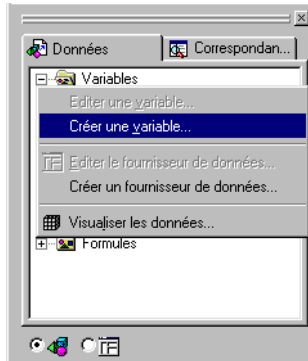 Données
Correspondan...
Variables
Editer une variable...
Créer une variable...
Editer le fournisseur de données...
Créer un fournisseur de données...
Visualiser les données...
Formules